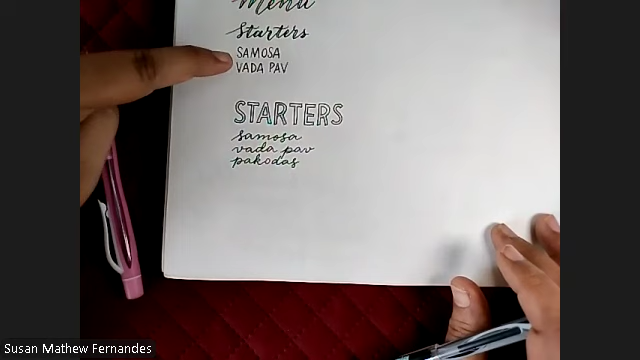 Menu
Starters
SAMOSA
VADA PAV
STARTERS
samosa
vada pav
pakodas
Susan Mathew Fernandes